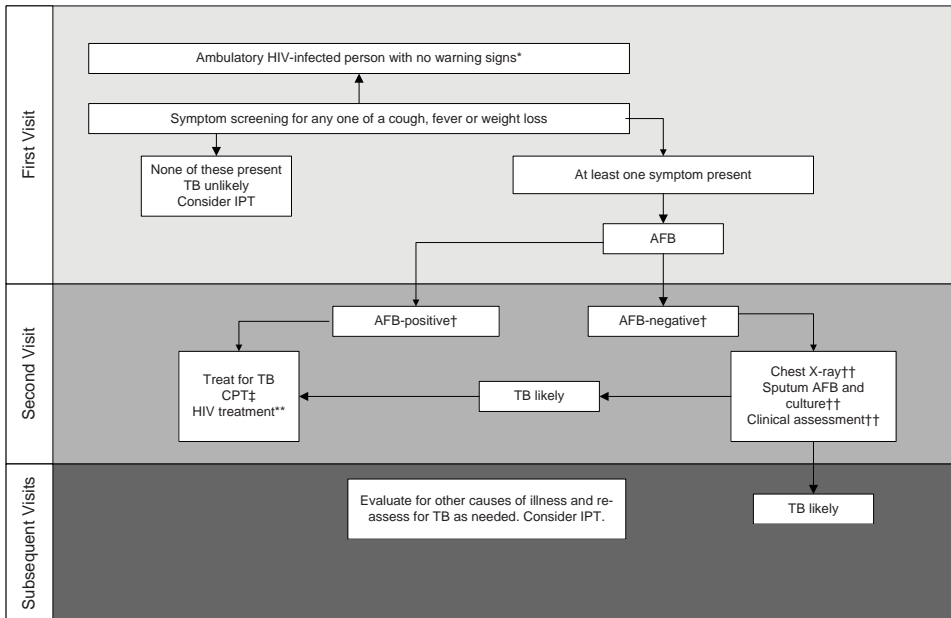 First Visit
Ambulatory HIV-infected person with no warning signs*
Symptom screening for any one of a cough, fever or weight loss
None of these present
TB unlikely
Consider IPT
At least one symptom present
AFB
Second Visit
AFB-positive†
AFB-negative†
Treat for TB
CPT‡
HIV treatment**
TB likely
Chest X-ray††
Sputum AFB and
culture††
Clinical assessment††
Subsequent Visits
Evaluate for other causes of illness and re-
assess for TB as needed. Consider IPT.
TB likely